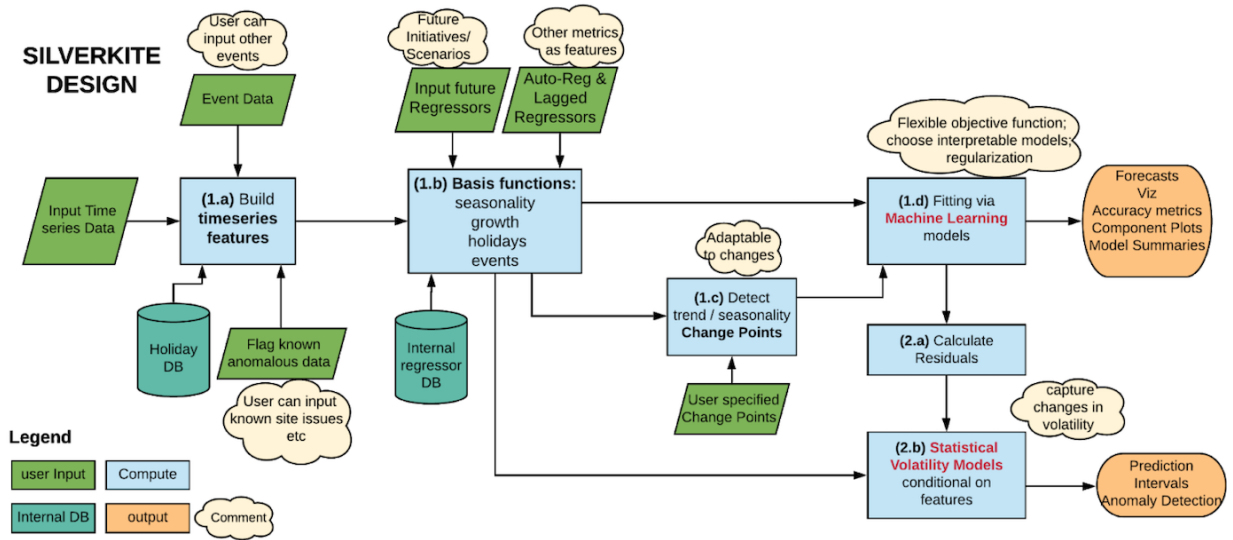 SILVERKITE
DESIGN
User can
input other
events
Event Data
Future
Initiatives/
Scenarios
Input future
Regressors
Other metrics
as features
Auto-Reg &
Lagged
Regressors
Input Time
series Data
(1.a) Build
timeseries
features
Holiday
DB
Flag known
anomalous data
User can input
known site issues
etc
(1.b) Basis functions:
seasonality
growth
holidays
events
Internal
regressor
DB
Adaptable
to changes
(1.c) Detect
trend / seasonality
Change Points
User specified
Change Points
Flexible objective function;
choose interpretable models;
regularization
(1.d) Fitting via
Machine Learning
models
Forecasts
Viz
Accuracy metrics
Component Plots
Model Summaries
(2.a) Calculate
Residuals
capture
changes in
volatility
(2.b) Statistical
Volatility Models
conditional on
features
Prediction
Intervals
Anomaly Detection
Legend
user Input
Compute
Internal DB
output
Comment